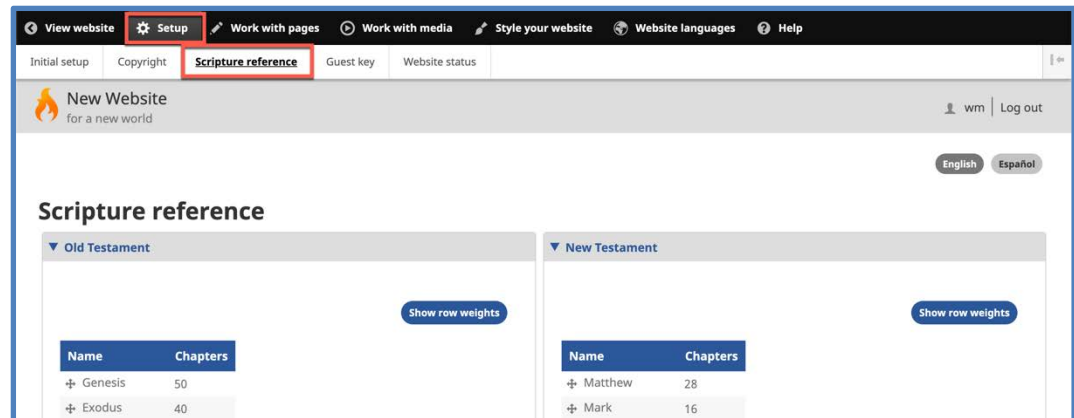 View website Setup Work with pages Work with media Style your website Website languages Help
Initial setup Copyright Scripture reference Guest key Website status
New Website
for a new world
wm Log out
English Español
Scripture reference
Old Testament New Testament
Show row weights Show row weights
Name Chapters Name Chapters
Genesis 50 Matthew 28
Exodus 40 Mark 16